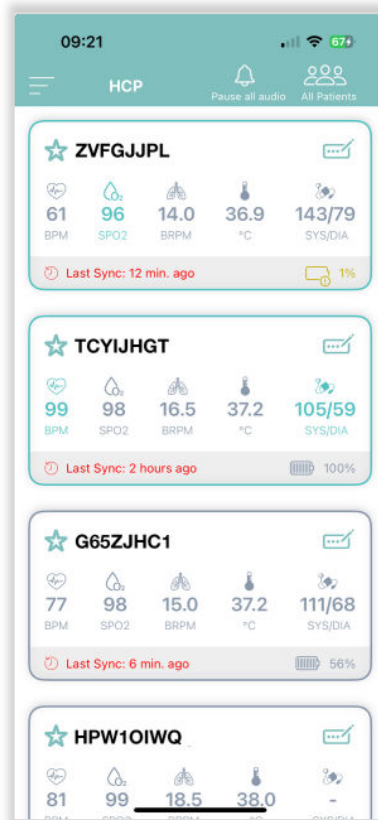 09:21 67
HCP Pause all audio All Patients
ZVFGJJPL
61 96 14.0 36.9 143/79
BPM SPO2 BRPM °C SYS/DIA
Last Sync: 12 min. ago 1%
TCYIJHGT
99 98 16.5 37.2 105/59
BPM SPO2 BRPM °C SYS/DIA
Last Sync: 2 hours ago 100%
G65ZJHC1
77 98 15.0 37.2 111/68
BPM SPO2 BRPM °C SYS/DIA
Last Sync: 6 min. ago 56%
HPW1OIWQ
81 99 18.5 38.0 -